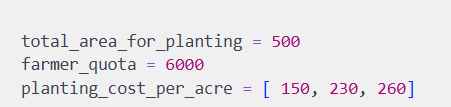 total_area_for_planting = 500
farmer_quota = 6000
planting_cost_per_acre = [ 150, 230, 260]